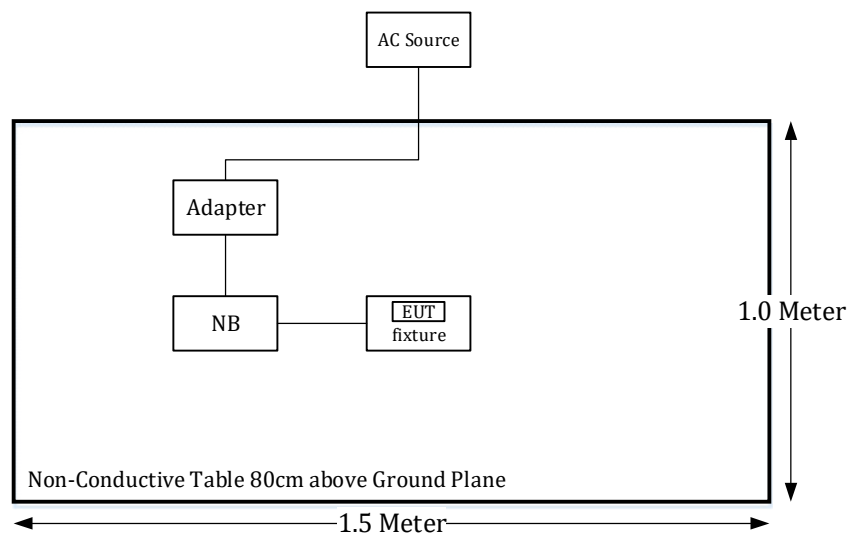 AC Source
Adapter
NB
EUT
fixture
1.0 Meter
Non-Conductive Table 80cm above Ground Plane
1.5 Meter